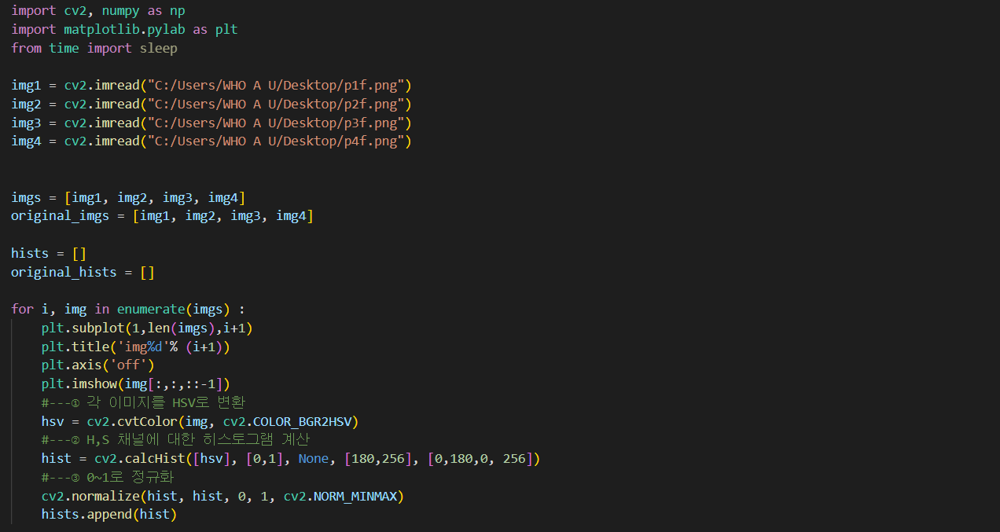 import cv2, numpy as np
import matplotlib.pylab as plt
from time import sleep
img1 = cv2.imread("C:/Users/WHO A U/Desktop/p1f.png")
img2 = cv2.imread("C:/Users/WHO A U/Desktop/p2f.png")
img3 = cv2.imread("C:/Users/WHO A U/Desktop/p3f.png")
img4 = cv2.imread("C:/Users/WHO A U/Desktop/p4f.png")
imgs = [img1, img2, img3, img4]
original_imgs = [img1, img2, img3, img4]
hists = []
original_hists = []
for i, img in enumerate(imgs) :
    plt.subplot(1,len(imgs),i+1)
    plt.title('img%d'% (i+1))
    plt.axis('off')
    plt.imshow(img[:,:,::-1])
    #---① 각 이미지를 HSV로 변환
    hsv = cv2.cvtColor(img, cv2.COLOR_BGR2HSV)
    #---② H,S 채널에 대한 히스토그램 계산
    hist = cv2.calcHist([hsv], [0,1], None, [180,256], [0,180,0, 256])
    #---③ 0~1로 정규화
    cv2.normalize(hist, hist, 0, 1, cv2.NORM_MINMAX)
    hists.append(hist)